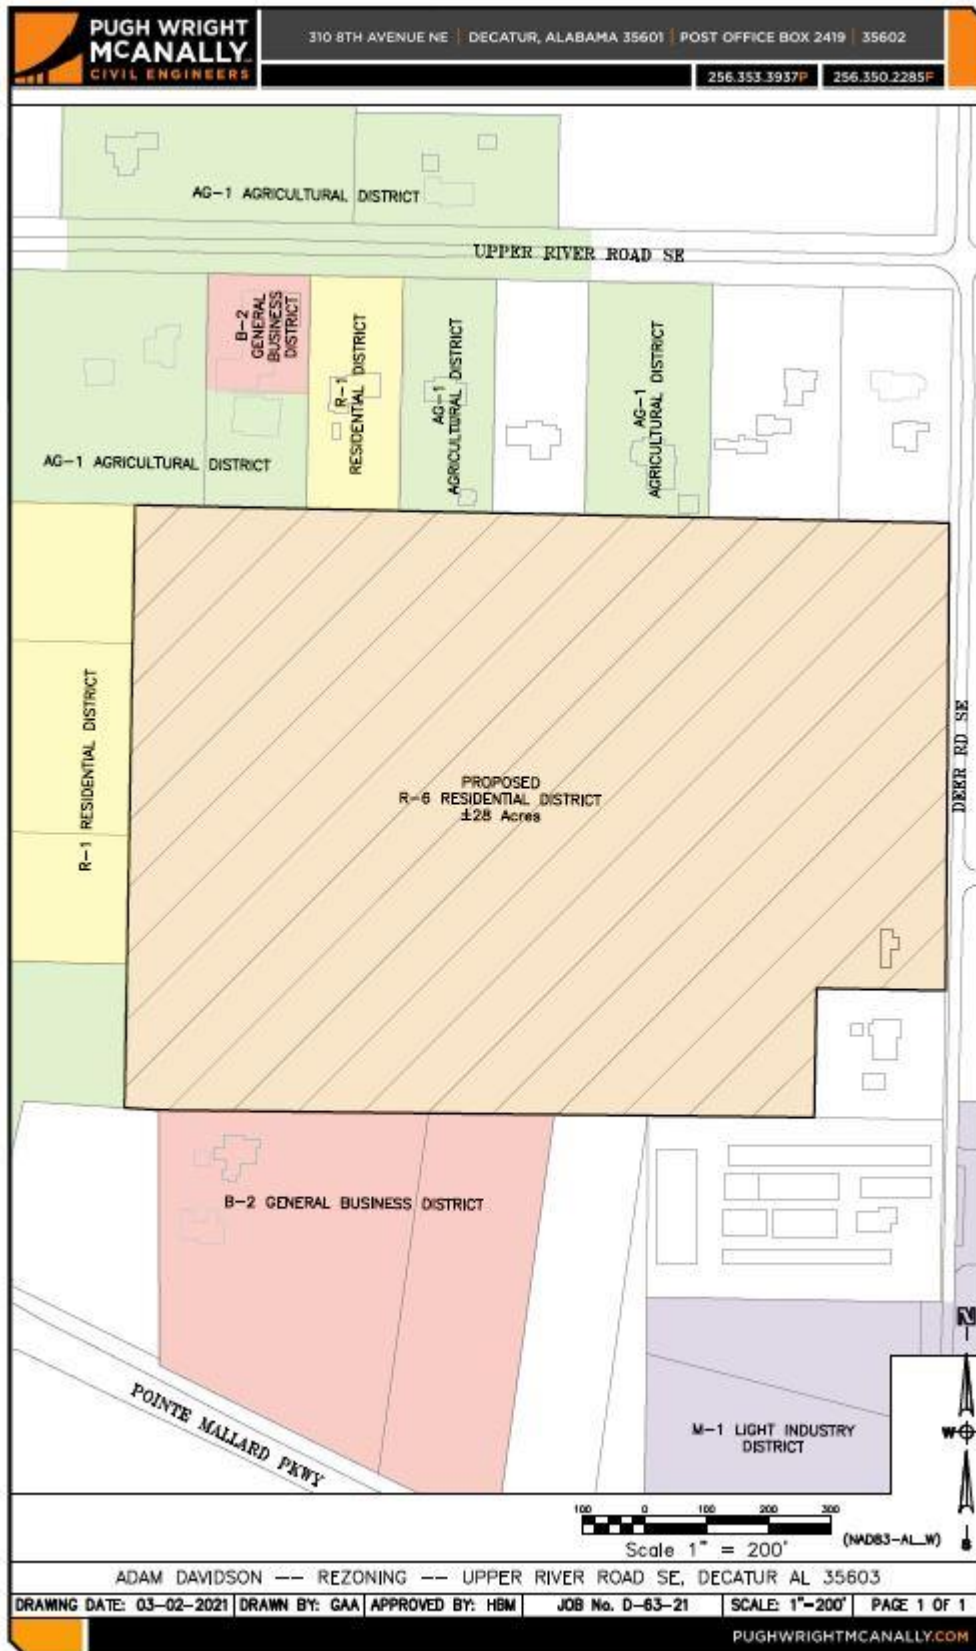 PUGH WRIGHT
MCANALLY
CIVIL ENGINEERS
310 8TH AVENUE NE | DECATUR, ALABAMA 35601 | POST OFFICE BOX 2419 | 35602
256.353.3937P
256.350.2285F
AG-1 AGRICULTURAL DISTRICT
UPPER RIVER ROAD SE
B-2
GENERAL
BUSINESS
DISTRICT
R-1
RESIDENTIAL DISTRICT
AG-1
AGRICULTURAL DISTRICT
AG-1
AGRICULTURAL DISTRICT
AG-1 AGRICULTURAL DISTRICT
R-1 RESIDENTIAL DISTRICT
PROPOSED
R-6 RESIDENTIAL DISTRICT
±28 Acres
DEER RD SE
B-2 GENERAL BUSINESS DISTRICT
POINTE MALLARD PKWY
M-1 LIGHT INDUSTRY
DISTRICT
N
W
S
100 0 100 200 300
Scale 1" = 200'
(NAD83-AL_W)
ADAM DAVIDSON -- REZONING -- UPPER RIVER ROAD SE, DECATUR AL 35603
DRAWING DATE: 03-02-2021 DRAWN BY: GAA APPROVED BY: HBM JOB No. D-63-21 SCALE: 1"=200' PAGE 1 OF 1
PUGHWRIGHTMCANALLY.COM